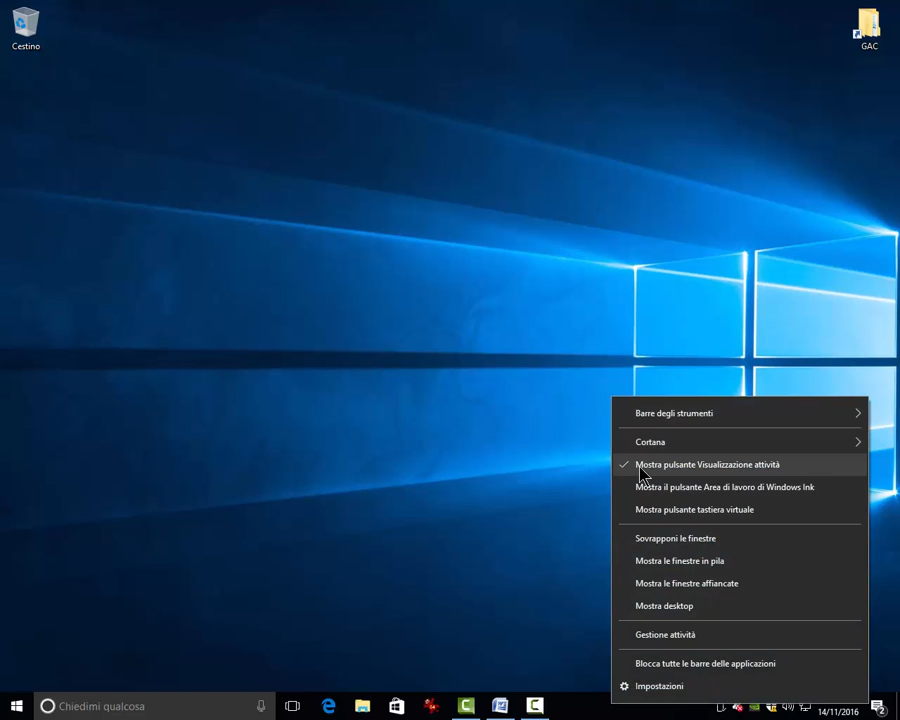 Cestino
GAC
Barre degli strumenti
Cortana
Mostra pulsante Visualizzazione attività
Mostra il pulsante Area di lavoro di Windows Ink
Mostra pulsante tastiera virtuale
Sovrapponi le finestre
Mostra le finestre in pila
Mostra le finestre affiancate
Mostra desktop
Gestione attività
Blocca tutte le barre delle applicazioni
Impostazioni
Chiedimi qualcosa
14/11/2016
2